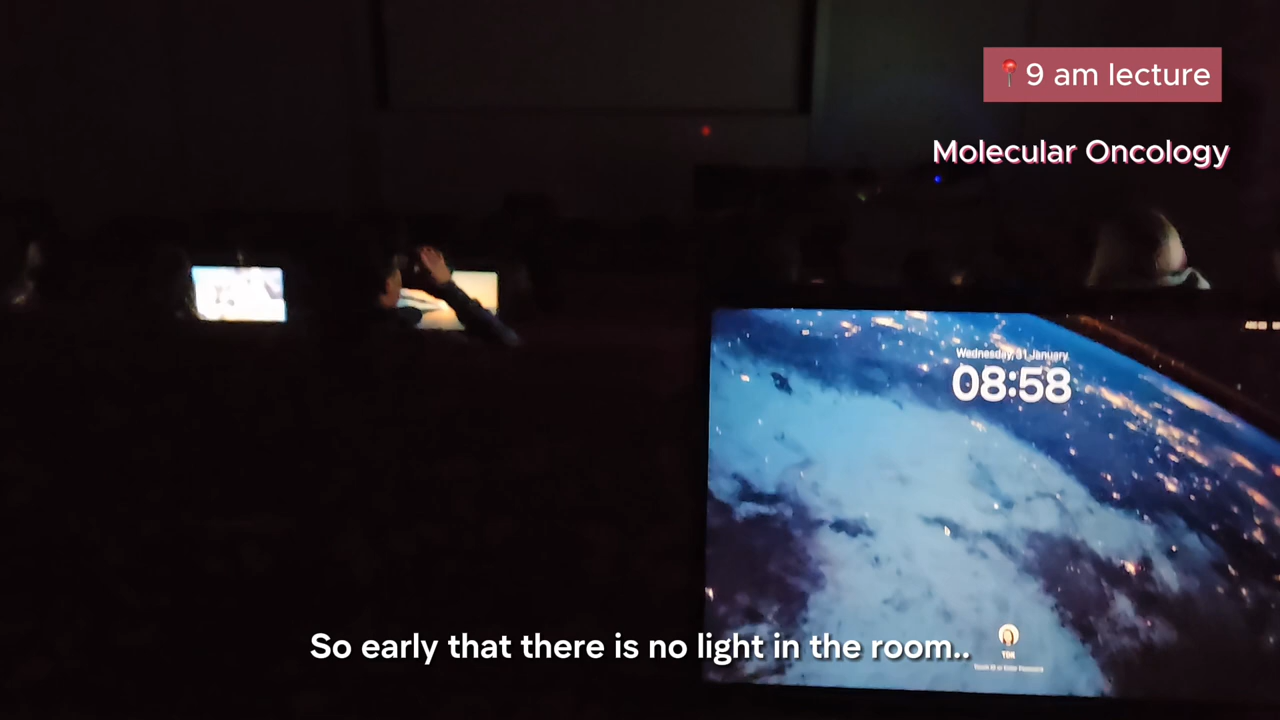 📍9 am lecture
Molecular Oncology
Wednesday, 31 January
08:58
So early that there is no light in the room..